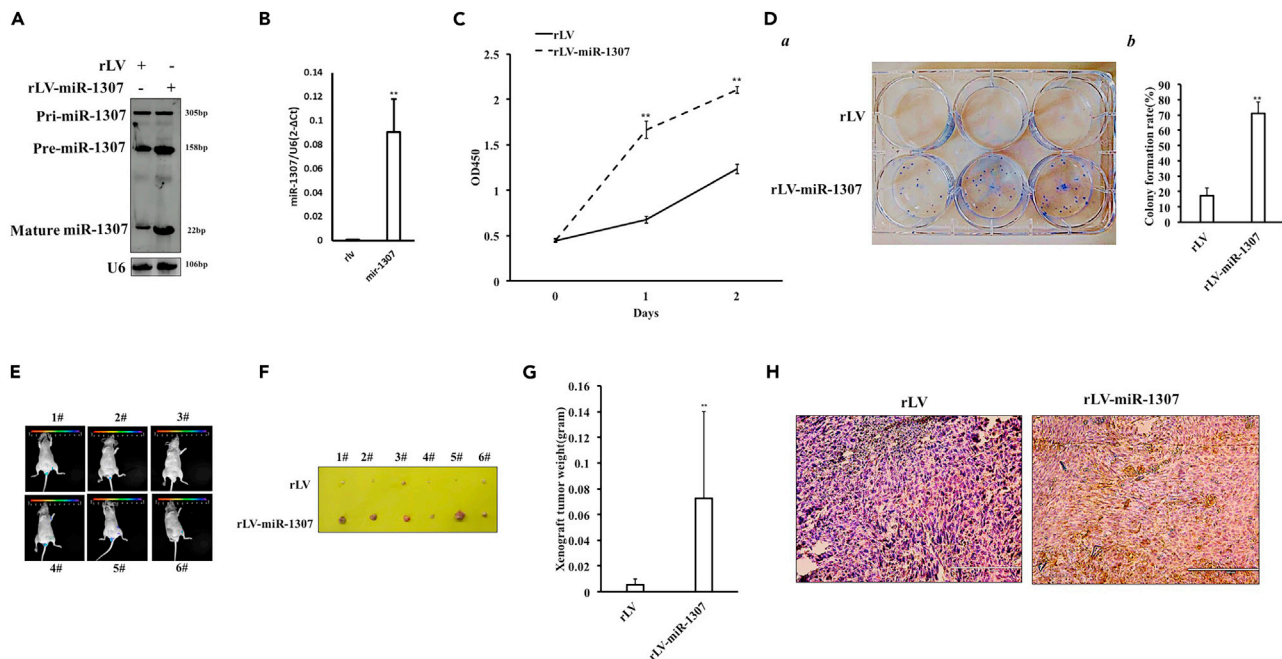 A
rLV + -
rLV-miR-1307 - +
Pri-miR-1307 305bp
Pre-miR-1307 158bp
Mature miR-1307 22bp
U6 106bp
B
miR-1307/U6(2-ΔCt)
0.14
0.12
0.1
0.08
0.06
0.04
0.02
0
**
rlv
mir-1307
C
rLV
rLV-miR-1307
OD450
2.5
2
1.5
1
0.5
0
**
**
0 1 2
Days
D
a
rLV
rLV-miR-1307
b
Colony formation rate(%)
90
80
70
60
50
40
30
20
10
0
**
rLV
rLV-miR-1307
E
1# 2# 3#
4# 5# 6#
F
1# 2# 3# 4# 5# 6#
rLV
rLV-miR-1307
G
Xenograft tumor weight(gram)
0.16
0.14
0.12
0.1
0.08
0.06
0.04
0.02
0
**
rLV
rLV-miR-1307
H
rLV rLV-miR-1307